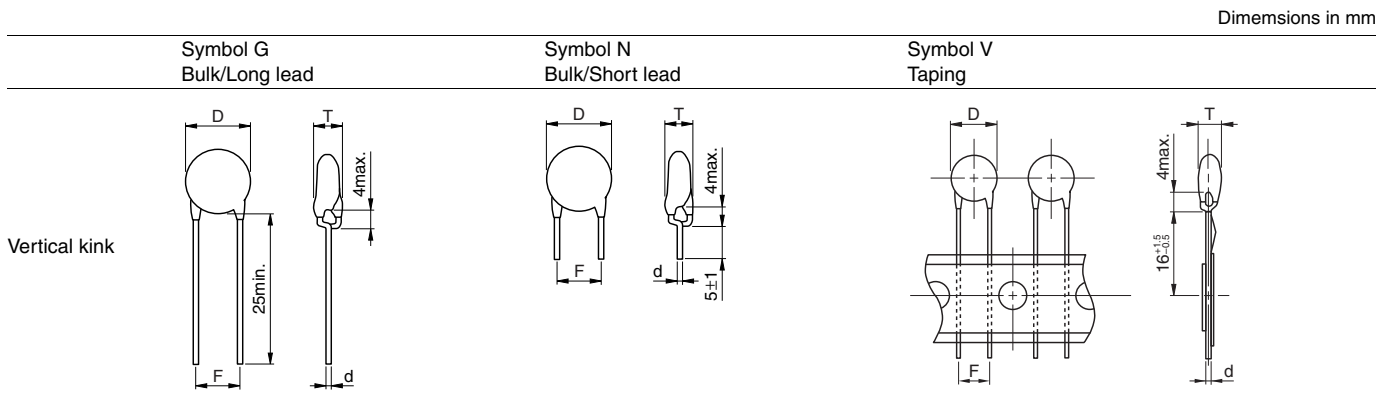 Dimemsions in mm
Symbol G
Bulk/Long lead
Symbol N
Bulk/Short lead
Symbol V
Taping
Vertical kink
D
T
4max.
25min.
F
d
D
T
4max.
F
d
5±1
D
T
4max.
16+1.5 -0.5
F
d